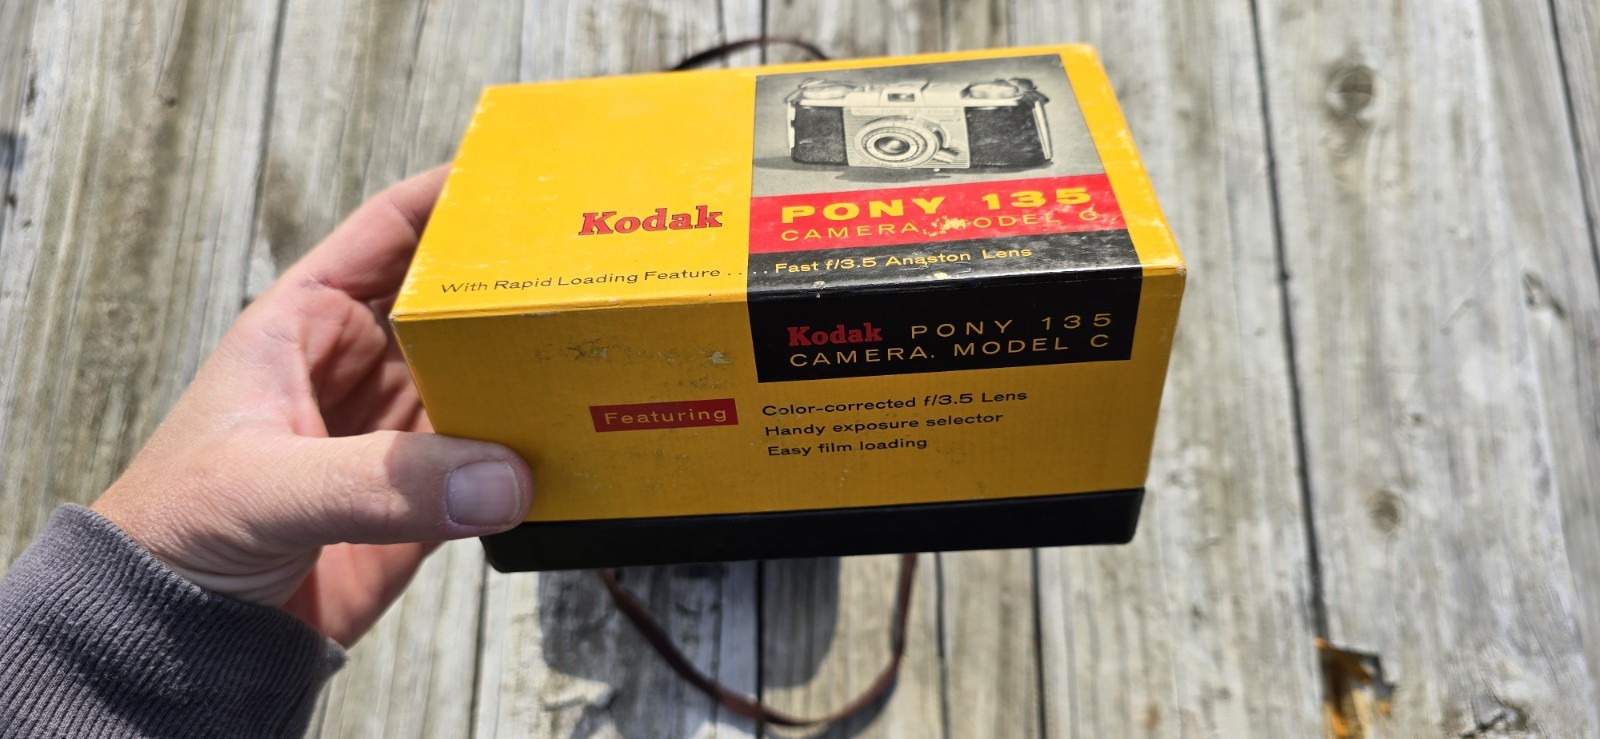 Kodak
PONY 135
CAMERA, MODEL C
With Rapid Loading Feature . . . . Fast f/3.5 Anaston Lens
Kodak PONY 135
CAMERA, MODEL C
Featuring
Color-corrected f/3.5 Lens
Handy exposure selector
Easy film loading